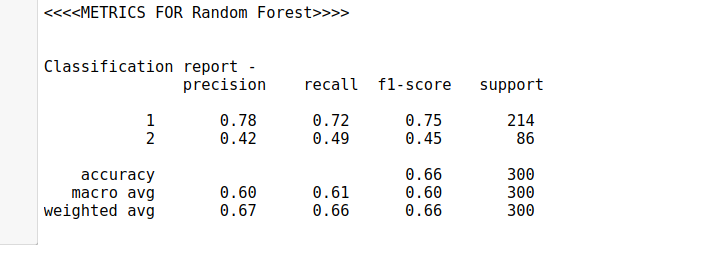 <<<<METRICS FOR Random Forest>>>>
Classification report -
precision recall f1-score support
1 0.78 0.72 0.75 214
2 0.42 0.49 0.45 86
accuracy 0.66 300
macro avg 0.60 0.61 0.60 300
weighted avg 0.67 0.66 0.66 300